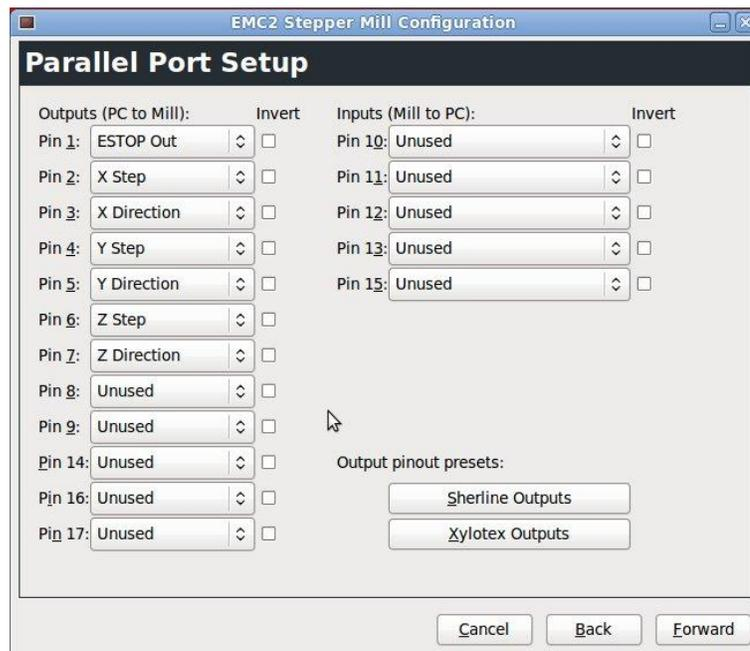 EMC2 Stepper Mill Configuration
Parallel Port Setup
Outputs (PC to Mill): Invert Inputs (Mill to PC): Invert
Pin 1: ESTOP Out Pin 10: Unused
Pin 2: X Step Pin 11: Unused
Pin 3: X Direction Pin 12: Unused
Pin 4: Y Step Pin 13: Unused
Pin 5: Y Direction Pin 15: Unused
Pin 6: Z Step
Pin 7: Z Direction
Pin 8: Unused
Pin 9: Unused
Pin 14: Unused Output pinout presets:
Pin 16: Unused Sherline Outputs
Pin 17: Unused Xylotex Outputs
Cancel Back Forward